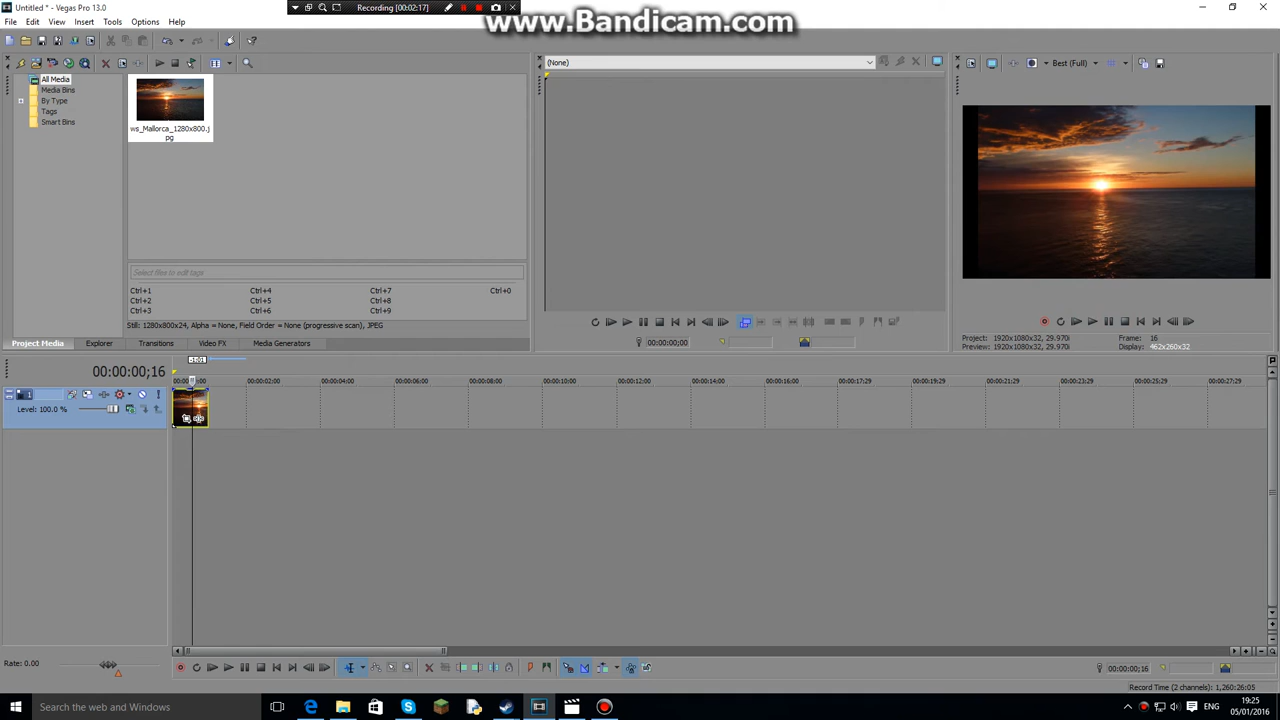 Untitled * - Vegas Pro 13.0
Recording [00:02:17]
www.Bandicam.com
File Edit View Insert Tools Options Help
All Media
Media Bins
By Type
Tags
Smart Bins
ws_Mallorca_1280x800.j
pg
(None)
Best (Full)
Select files to edit tags
Ctrl+1 Ctrl+4 Ctrl+7 Ctrl+0
Ctrl+2 Ctrl+5 Ctrl+8
Ctrl+3 Ctrl+6 Ctrl+9
Still: 1280x800x24, Alpha = None, Field Order = None (progressive scan), JPEG
00:00:00;00
Project: 1920x1080x32, 29.970i Frame: 16
Preview: 1920x1080x32, 29.970i Display: 462x260x32
Project Media Explorer Transitions Video FX Media Generators
-1:01
00:00:00;16
00:00:02;00 00:00:04;00 00:00:06;00 00:00:08;00 00:00:10;00 00:00:12;00 00:00:14;00 00:00:16;00 00:00:17;29 00:00:19;29 00:00:21;29 00:00:23;29 00:00:25;29 00:00:27;29
1
Level: 100.0 %
Rate: 0.00
00:00:00;16
Record Time (2 channels): 1,260:26:05
Search the web and Windows
19:25
05/01/2016